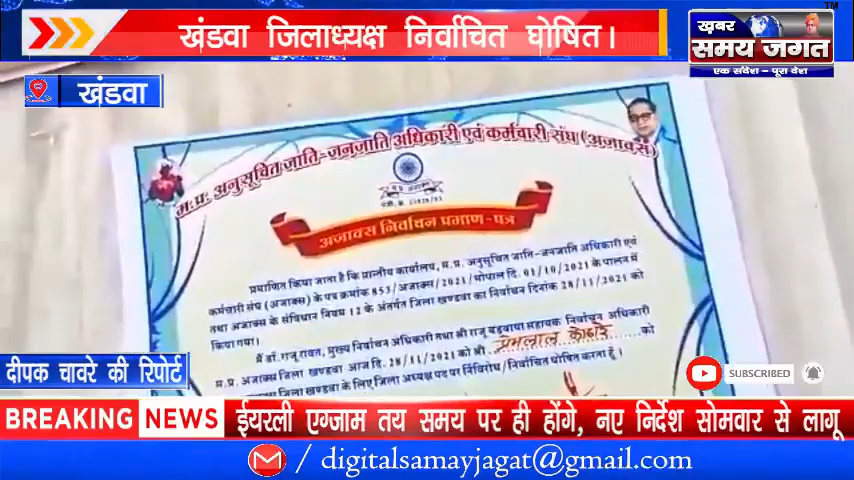 खंडवा जिलाध्यक्ष निर्वाचित घोषित।
TM
ख़बर
समय जगत
एक संदेश - पूरा देश
खंडवा
म.प्र. अनुसूचित जाति-जनजाति अधिकारी एवं कर्मचारी संघ (अजाक्स)
म.प्र. अजाक्स
अजाक्स निर्वाचन प्रमाण-पत्र
प्रमाणित किया जाता है कि प्रान्तीय कार्यालय, म.प्र. अनुसूचित जाति-जनजाति अधिकारी एवं
कर्मचारी संघ (अजाक्स) के पत्र क्रमांक 853/अजाक्स/2021/भोपाल दि. 01/10/2021 के पालन में
तथा अजाक्स के संविधान नियम 12 के अंतर्गत जिला खण्डवा का निर्वाचन दिनांक 28/11/2021 को
किया गया।
मैं डॉ. राजू रावत, मुख्य निर्वाचन अधिकारी तथा श्री राजू बड़वाया सहायक निर्वाचन अधिकारी
म.प्र. अजाक्स जिला खण्डवा आज दि. 28/11/2021 को श्री प्रेमलाल को
जिला खण्डवा के लिए जिला अध्यक्ष पद पर र्निविरोध/निर्वाचित घोषित करता हूँ।
दीपक चावरे की रिपोर्ट
SUBSCRIBED
BREAKING NEWS
ईयरली एग्जाम तय समय पर ही होंगे, नए निर्देश सोमवार से लागू
/ digitalsamayjagat@gmail.com